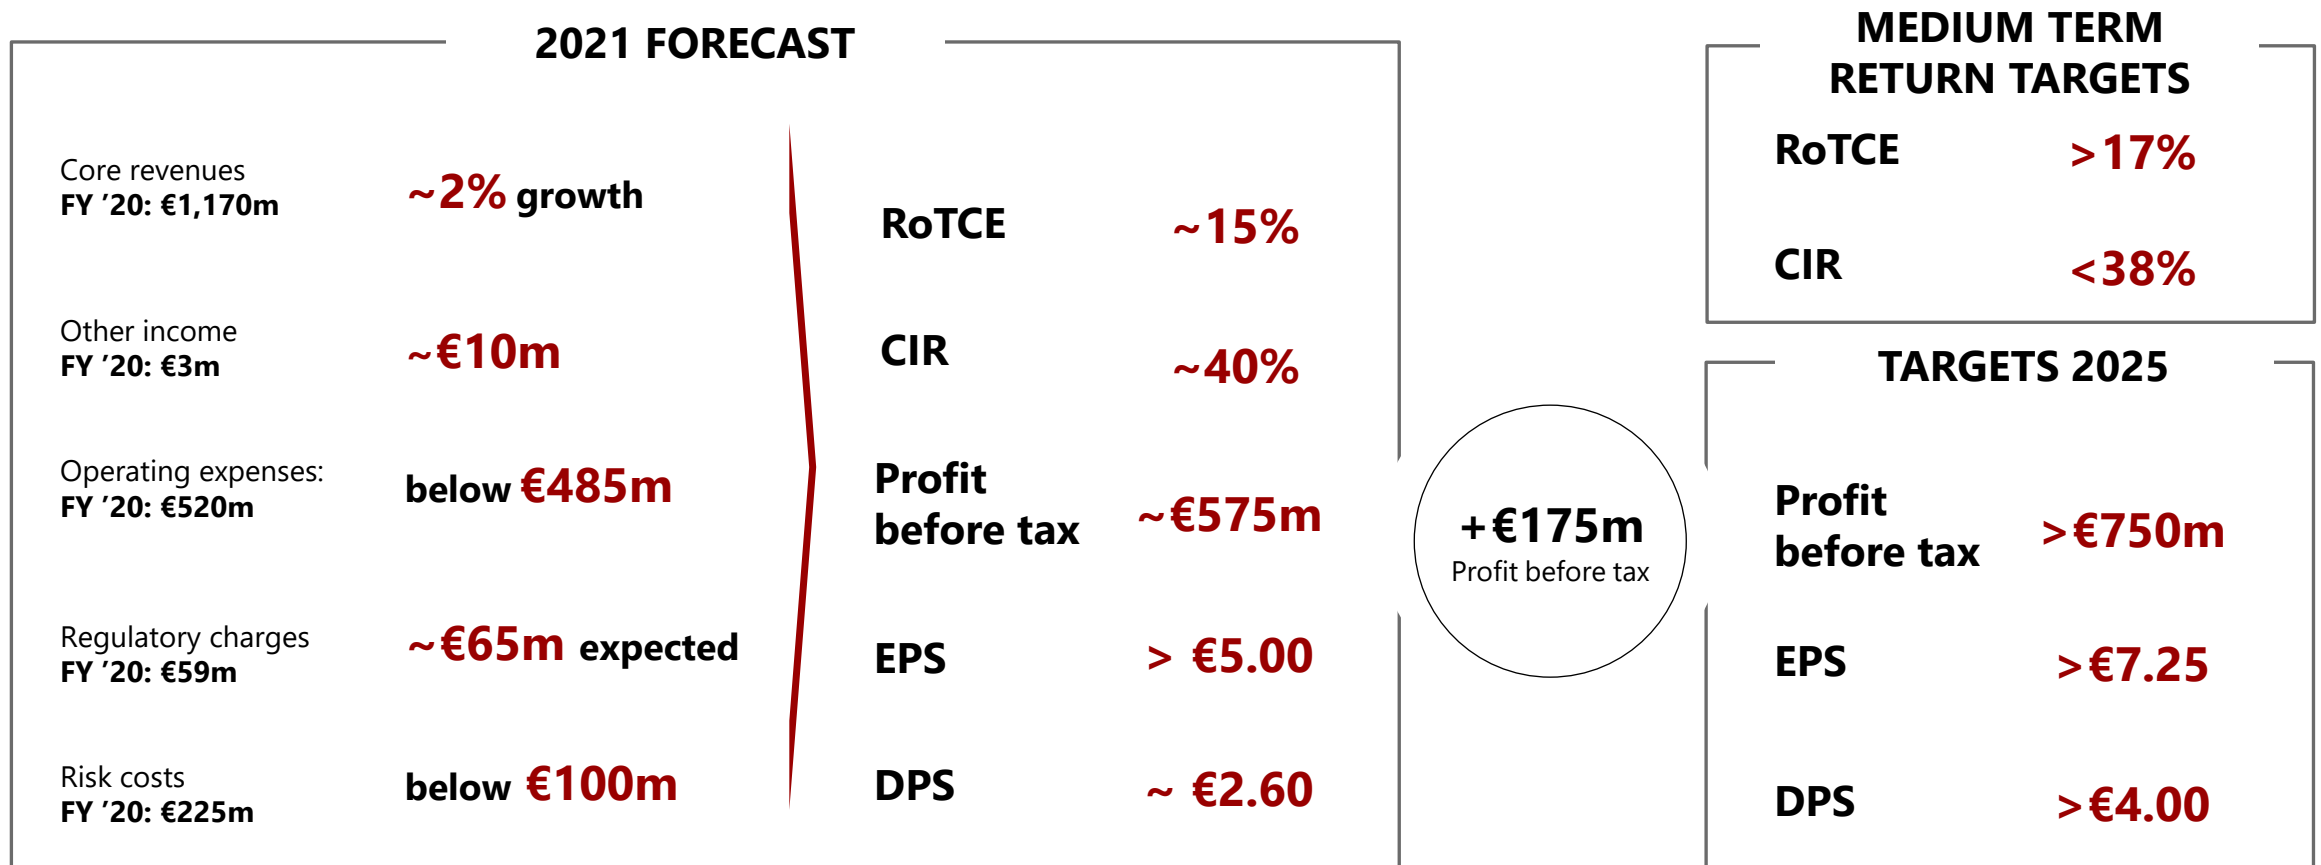 2021 FORECAST
Core revenues
FY ’20: €1,170m
~2% growth
Other income
FY ’20: €3m
~€10m
Operating expenses:
FY ’20: €520m
below €485m
Regulatory charges
FY ’20: €59m
~€65m expected
Risk costs
FY ’20: €225m
below €100m
RoTCE ~15%
CIR ~40%
Profit
before tax
~€575m
EPS > €5.00
DPS ~ €2.60
+€175m
Profit before tax
MEDIUM TERM
RETURN TARGETS
RoTCE >17%
CIR <38%
TARGETS 2025
Profit
before tax
>€750m
EPS >€7.25
DPS >€4.00